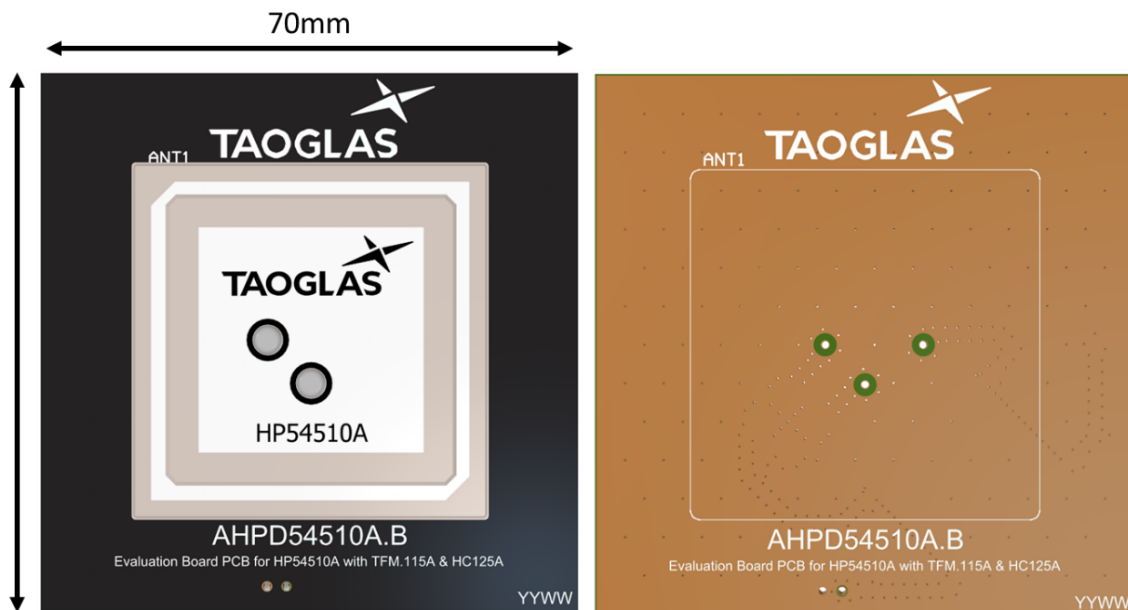 70mm
TAOGLAS
ANT1
TAOGLAS
HP54510A
AHPD54510A.B
Evaluation Board PCB for HP54510A with TFM.115A & HC125A
YYWW
TAOGLAS
ANT1
AHPD54510A.B
Evaluation Board PCB for HP54510A with TFM.115A & HC125A
YYWW